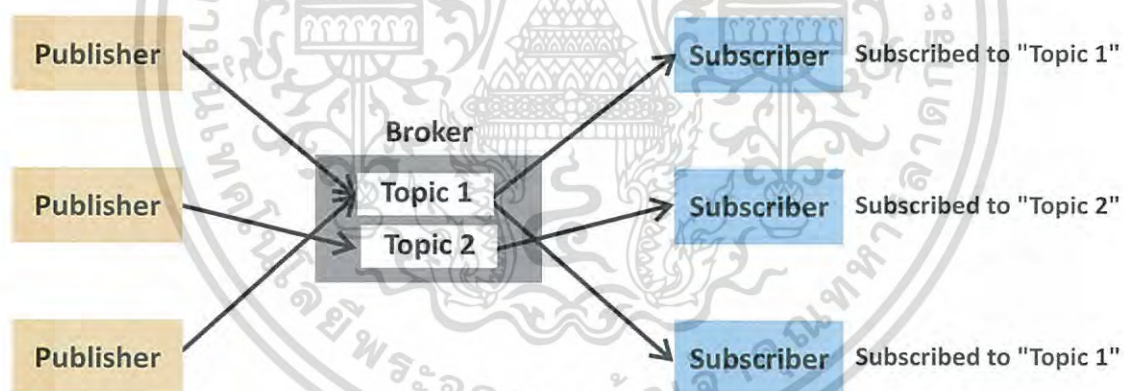 Publisher
Subscriber Subscribed to "Topic 1"
Broker
Topic 1
Publisher
Subscriber Subscribed to "Topic 2"
Topic 2
Publisher
Subscriber Subscribed to "Topic 1"